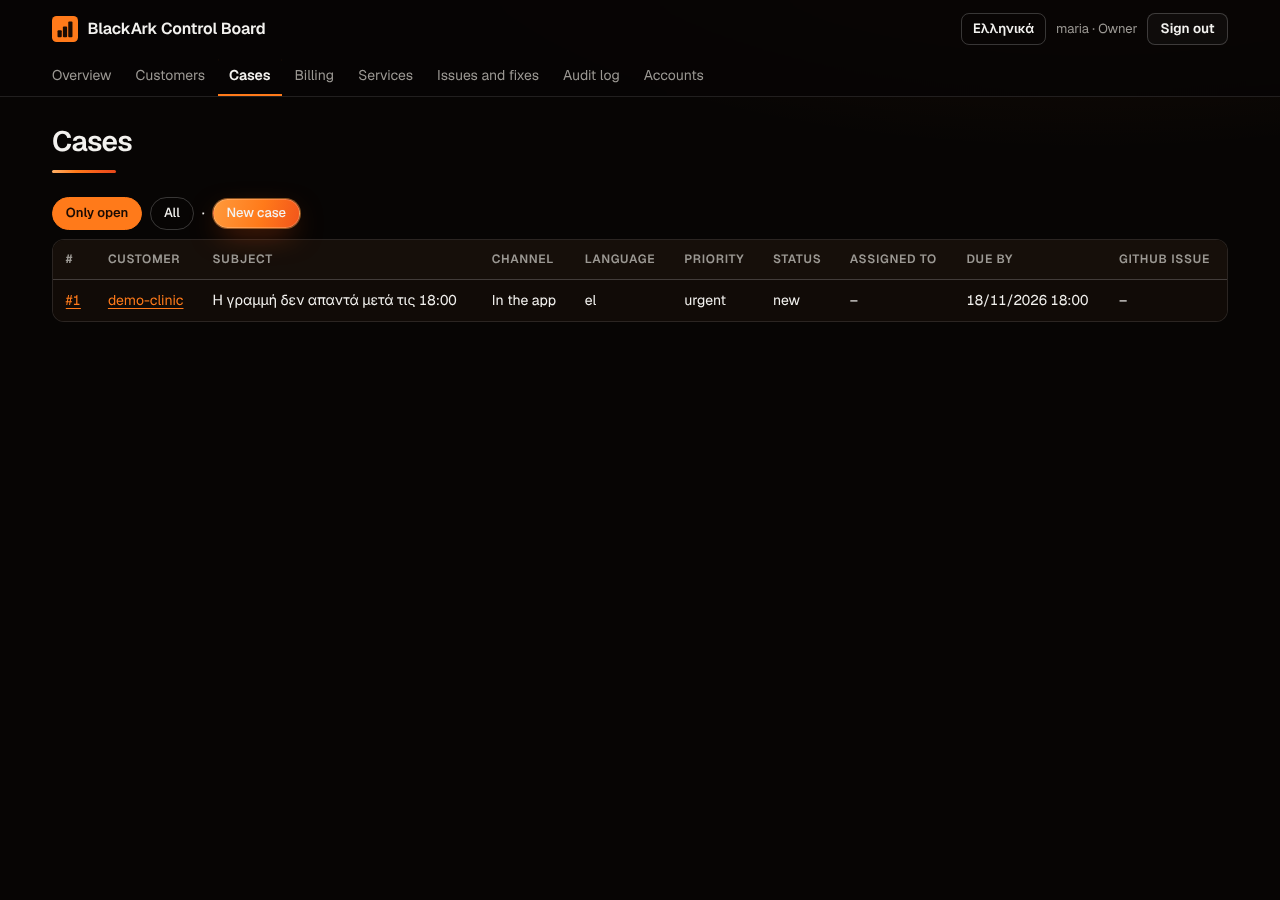 BlackArk Control Board
Ελληνικά maria · Owner Sign out
Overview Customers Cases Billing Services Issues and fixes Audit log Accounts
Cases
Only open All · New case
# CUSTOMER SUBJECT CHANNEL LANGUAGE PRIORITY STATUS ASSIGNED TO DUE BY GITHUB ISSUE
#1 demo-clinic Η γραμμή δεν απαντά μετά τις 18:00 In the app el urgent new – 18/11/2026 18:00 –